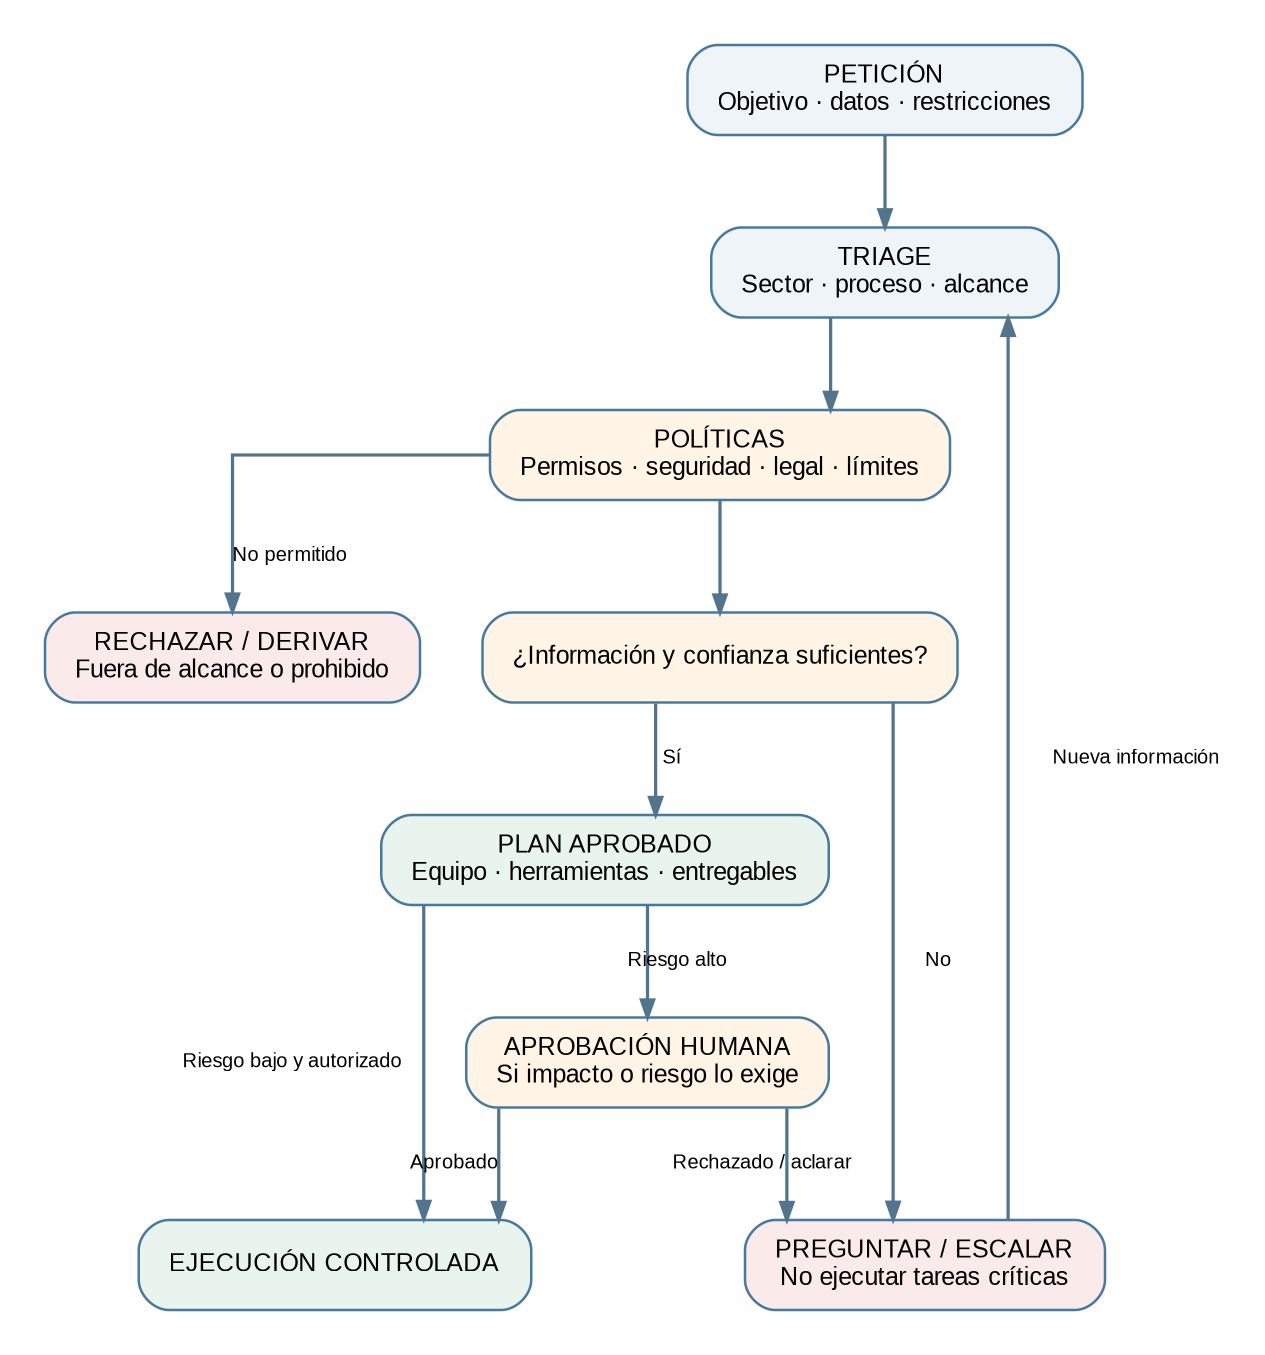 PETICIÓN
Objetivo · datos · restricciones
TRIAGE
Sector · proceso · alcance
POLÍTICAS
Permisos · seguridad · legal · límites
No permitido
RECHAZAR / DERIVAR
Fuera de alcance o prohibido
¿Información y confianza suficientes?
Sí
Nueva información
PLAN APROBADO
Equipo · herramientas · entregables
Riesgo alto
No
APROBACIÓN HUMANA
Si impacto o riesgo lo exige
Riesgo bajo y autorizado
Aprobado
Rechazado / aclarar
EJECUCIÓN CONTROLADA
PREGUNTAR / ESCALAR
No ejecutar tareas críticas